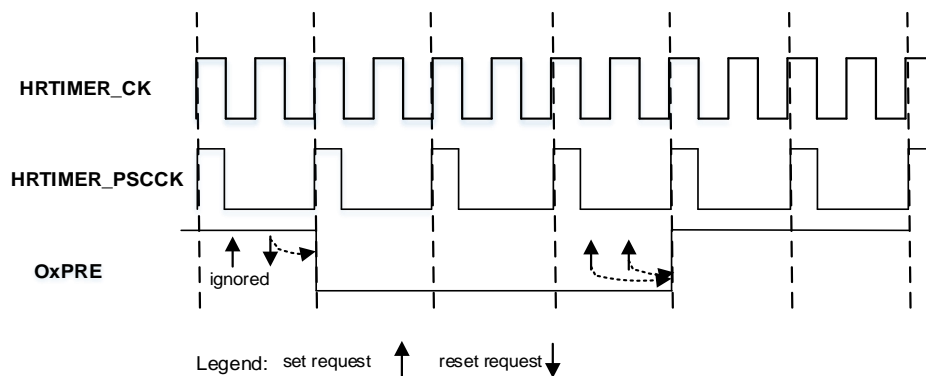 HRTIMER_CK
HRTIMER_PSCCK
OxPRE
ignored
Legend: set request reset request